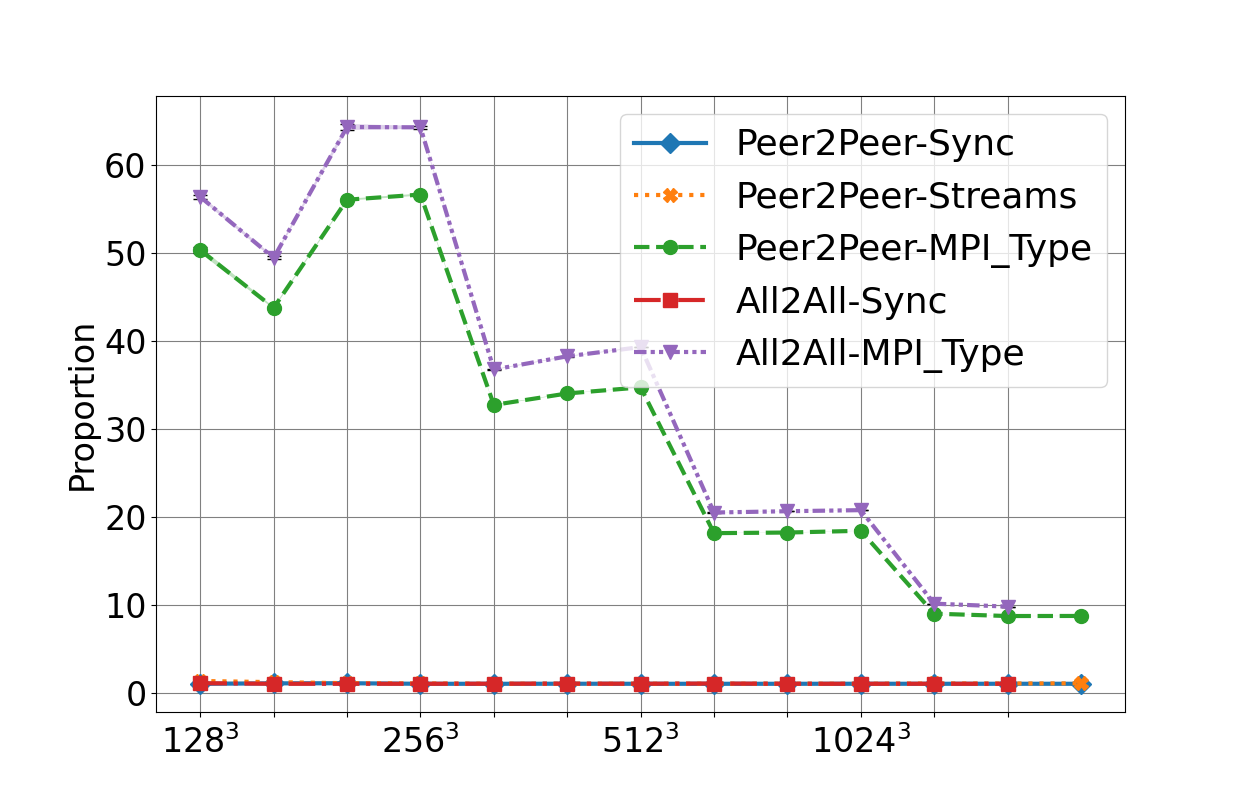 Proportion
60
50
40
30
20
10
0
128³
256³
512³
1024³
Peer2Peer-Sync
Peer2Peer-Streams
Peer2Peer-MPI_Type
All2All-Sync
All2All-MPI_Type